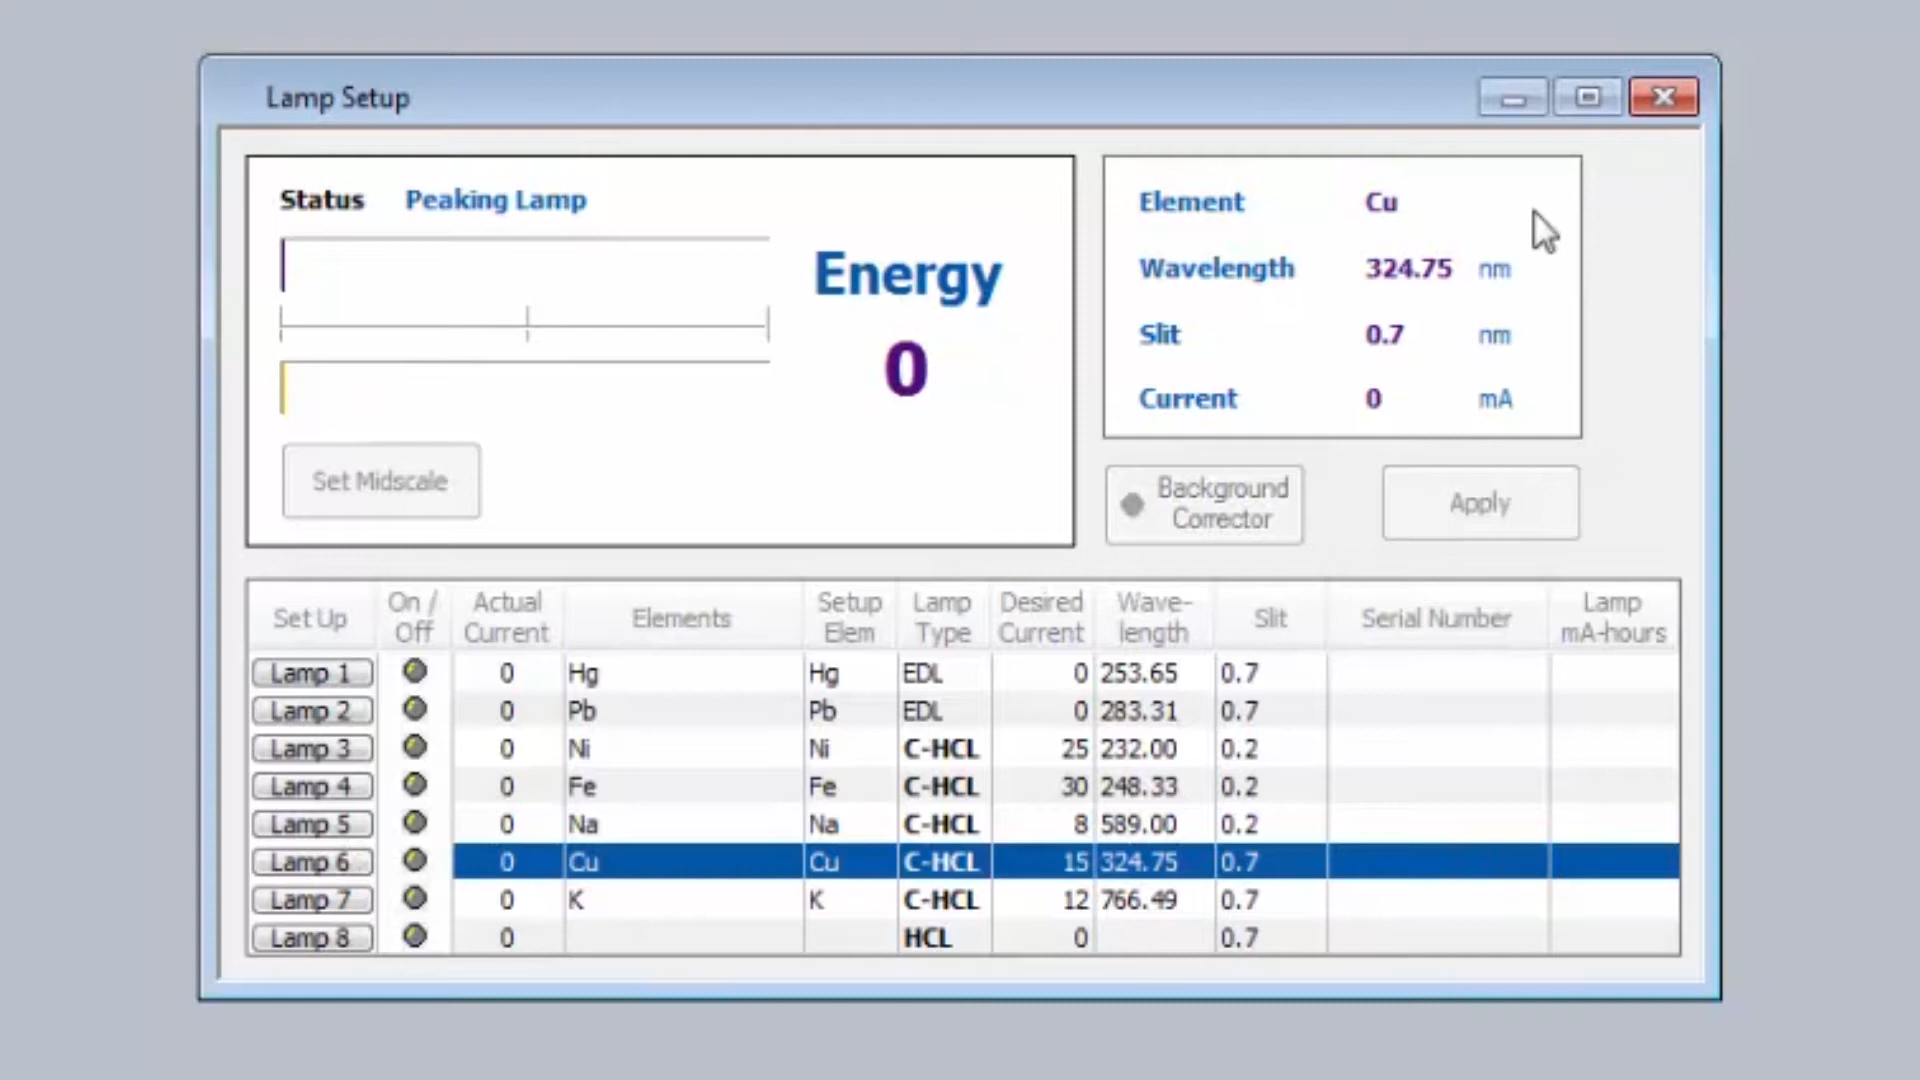 Lamp Setup
Status Peaking Lamp
Energy
0
Set Midscale
Element Cu
Wavelength 324.75 nm
Slit 0.7 nm
Current 0 mA
Background
Corrector
Apply
Set Up On / Off Actual Current Elements Setup Elem Lamp Type Desired Current Wave-length Slit Serial Number Lamp mA-hours
Lamp 1 0 Hg Hg EDL 0 253.65 0.7
Lamp 2 0 Pb Pb EDL 0 283.31 0.7
Lamp 3 0 Ni Ni C-HCL 25 232.00 0.2
Lamp 4 0 Fe Fe C-HCL 30 248.33 0.2
Lamp 5 0 Na Na C-HCL 8 589.00 0.2
Lamp 6 0 Cu Cu C-HCL 15 324.75 0.7
Lamp 7 0 K K C-HCL 12 766.49 0.7
Lamp 8 0 HCL 0 0.7